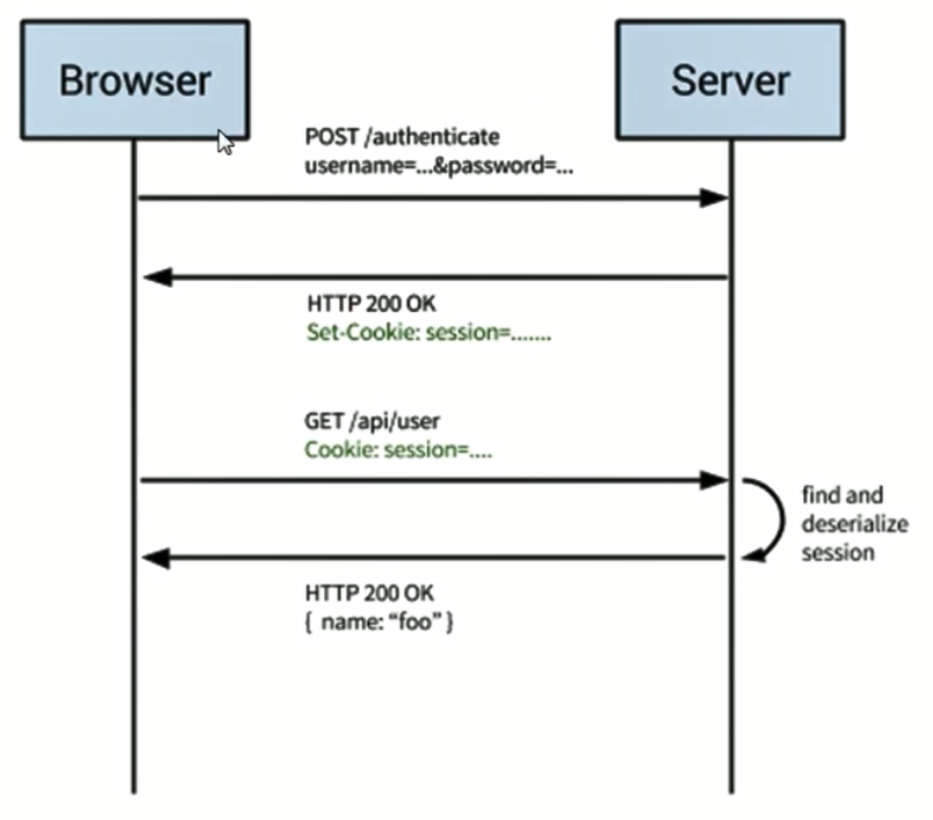 Browser
Server
POST /authenticate
username=...&password=...
HTTP 200 OK
Set-Cookie: session=.......
GET /api/user
Cookie: session=....
find and
deserialize
session
HTTP 200 OK
{ name: “foo” }